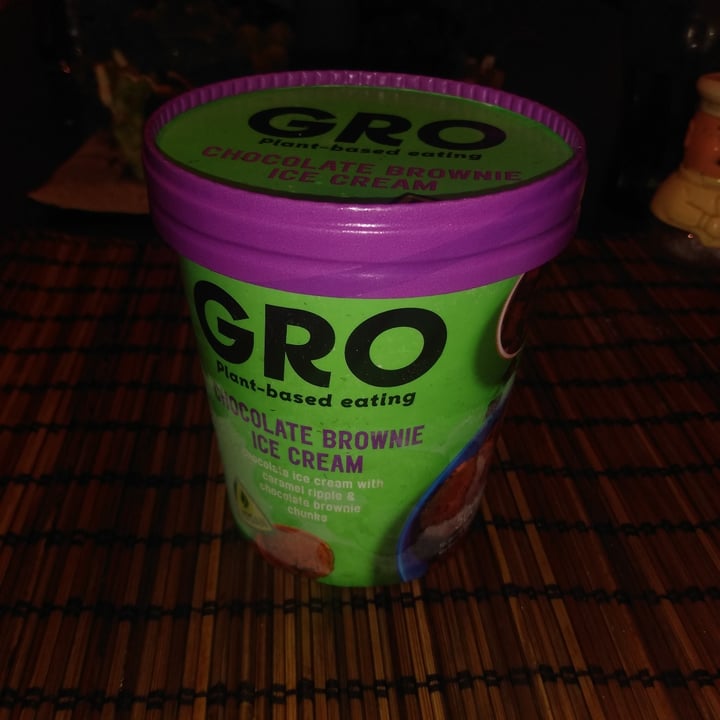 GRO
Plant-based eating
CHOCOLATE BROWNIE
ICE CREAM
GRO
Plant-based eating
CHOCOLATE BROWNIE
ICE CREAM
chocolate ice cream with
caramel ripple &
chocolate brownie
chunks